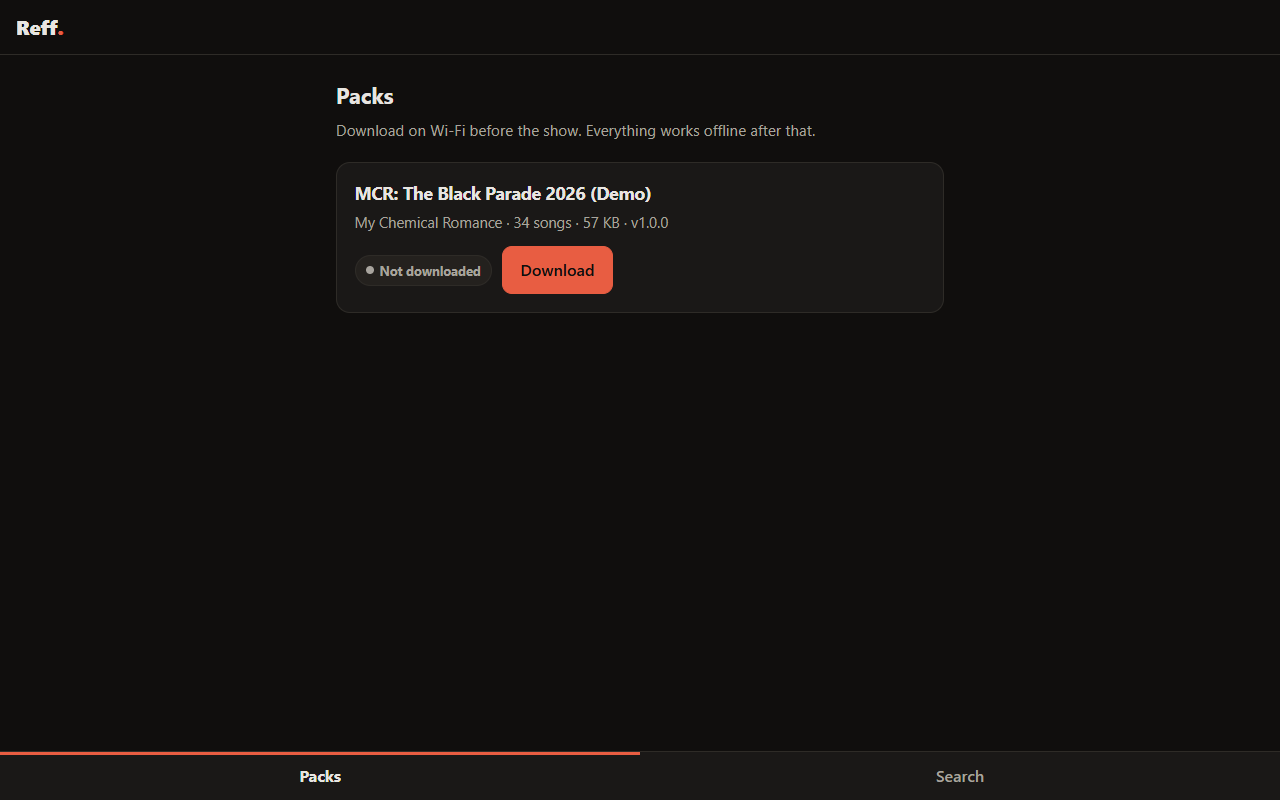 Reff.
Packs
Download on Wi-Fi before the show. Everything works offline after that.
MCR: The Black Parade 2026 (Demo)
My Chemical Romance · 34 songs · 57 KB · v1.0.0
Not downloaded
Download
Packs
Search